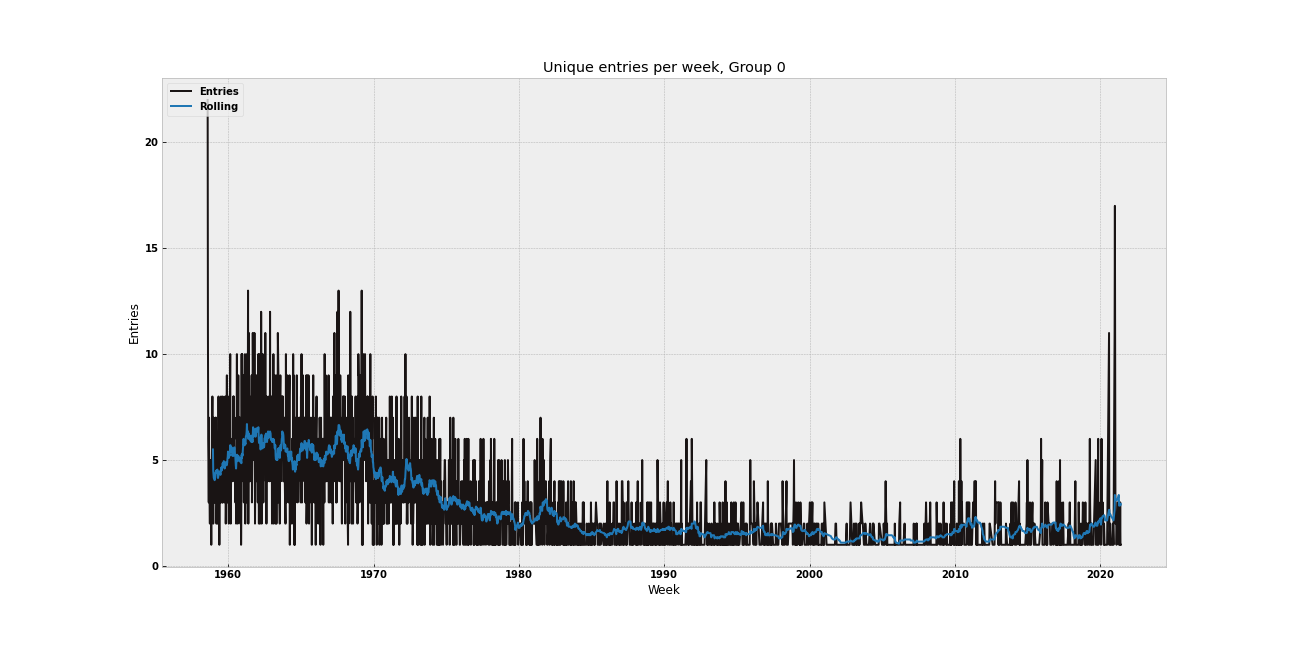 Unique entries per week, Group 0
Entries
Rolling
20
15
10
5
0
Entries
1960 1970 1980 1990 2000 2010 2020
Week